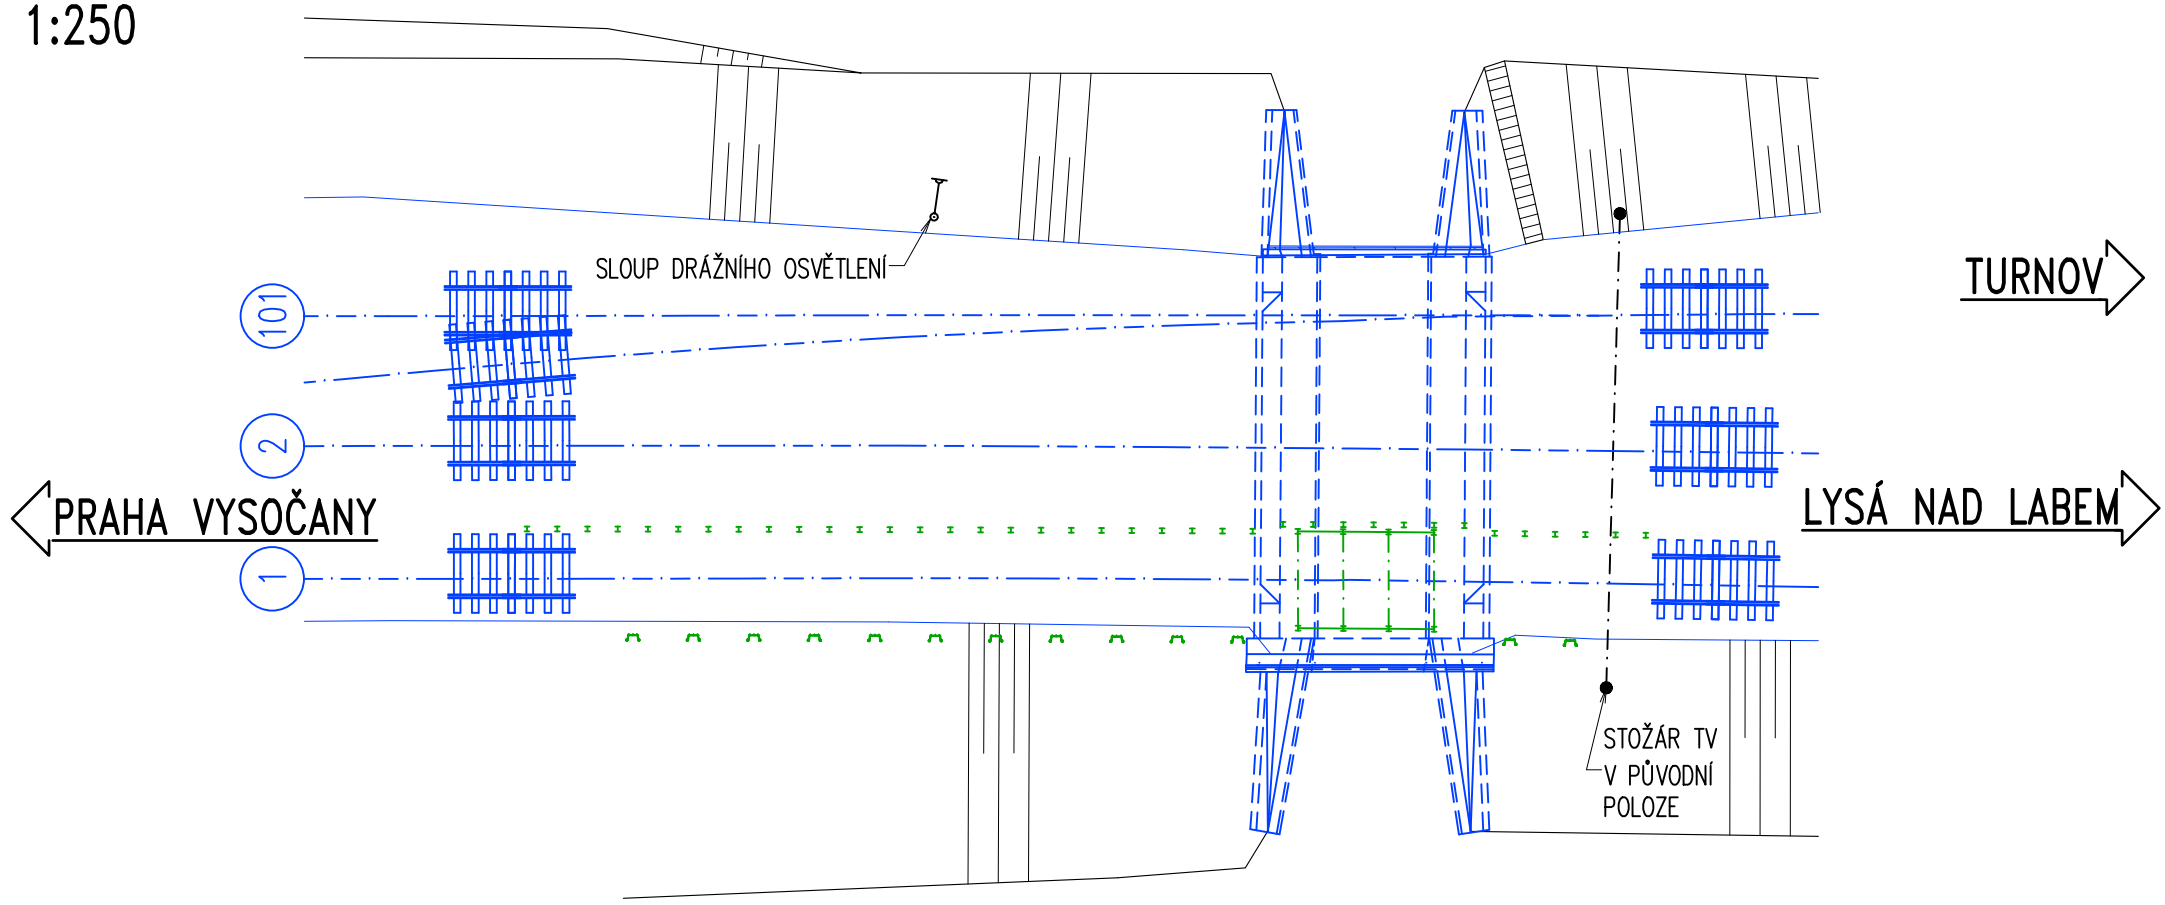 1:250
SLOUP DRÁŽNÍHO OSVĚTLENÍ
TURNOV
101
2
PRAHA VYSOČANY
LYSÁ NAD LABEM
1
STOŽÁR TV
V PŮVODNÍ
POLOZE